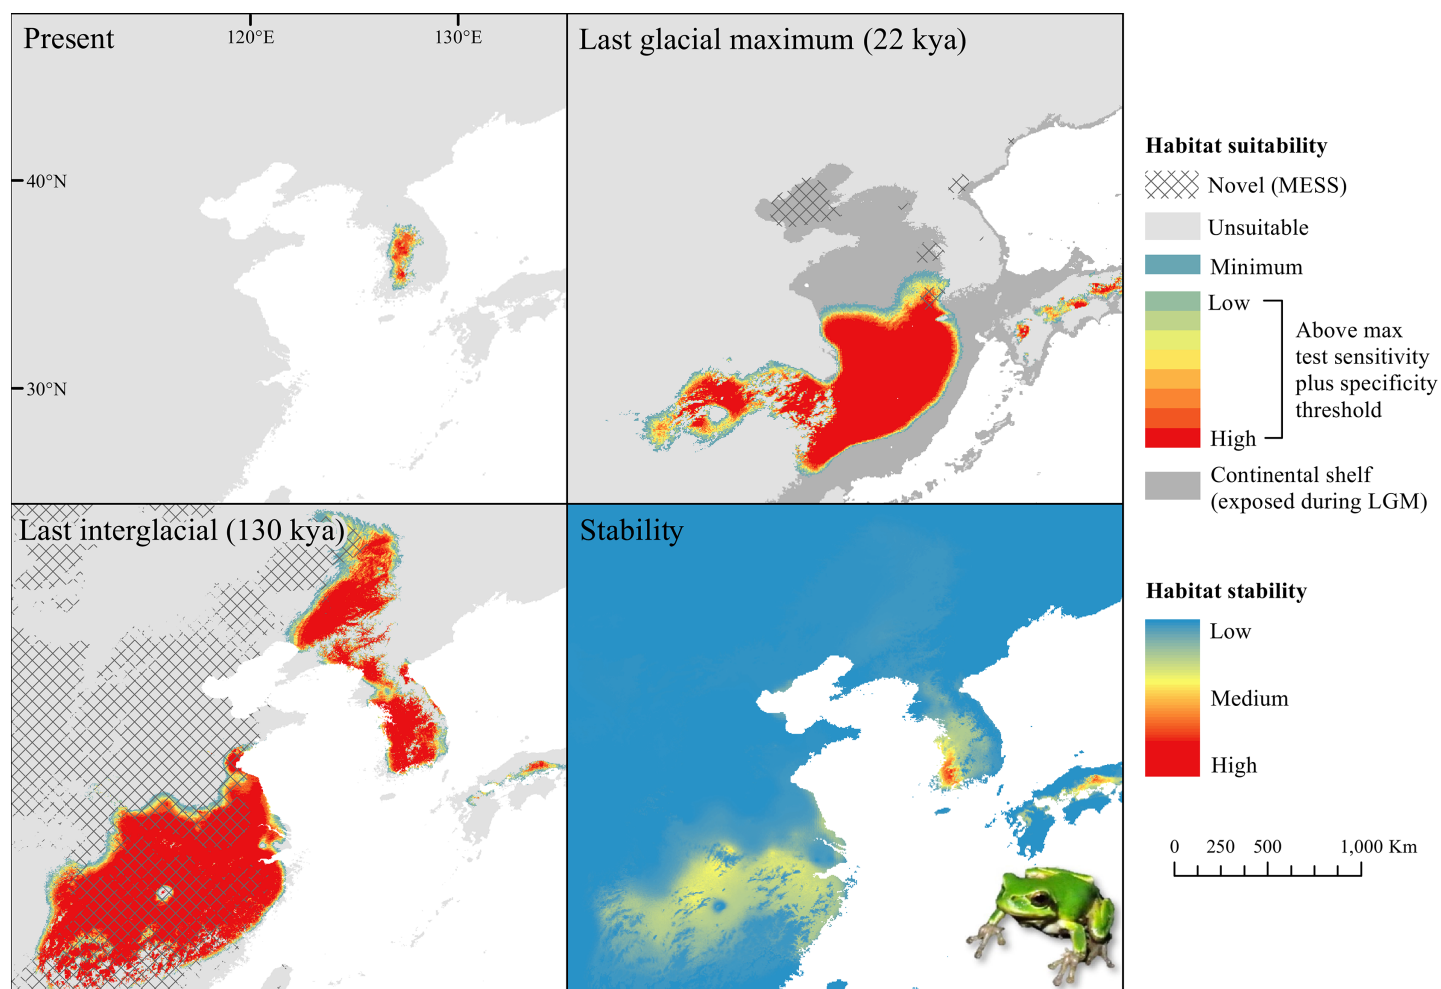 Present
120°E
130°E
40°N
30°N
Last glacial maximum (22 kya)
Last interglacial (130 kya)
Stability
Habitat suitability
Novel (MESS)
Unsuitable
Minimum
Low
High
Above max
test sensitivity
plus specificity
threshold
Continental shelf
(exposed during LGM)
Habitat stability
Low
Medium
High
0 250 500 1,000 Km